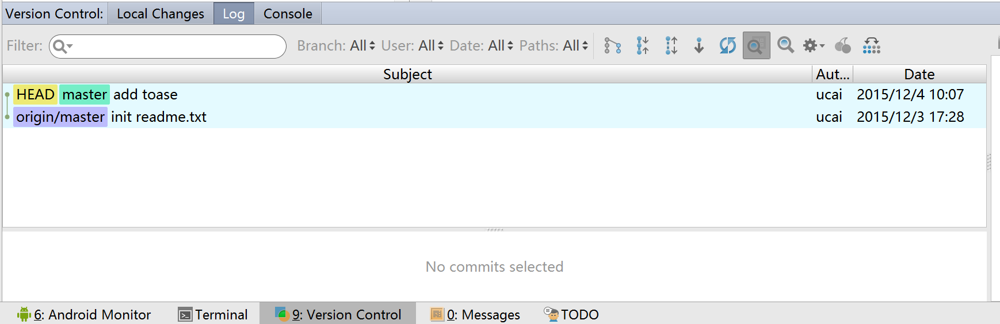 Version Control: Local Changes Log Console
Filter: Branch: All User: All Date: All Paths: All
Subject Aut... Date
HEAD master add toase ucai 2015/12/4 10:07
origin/master init readme.txt ucai 2015/12/3 17:28
No commits selected
6: Android Monitor Terminal 9: Version Control 0: Messages TODO